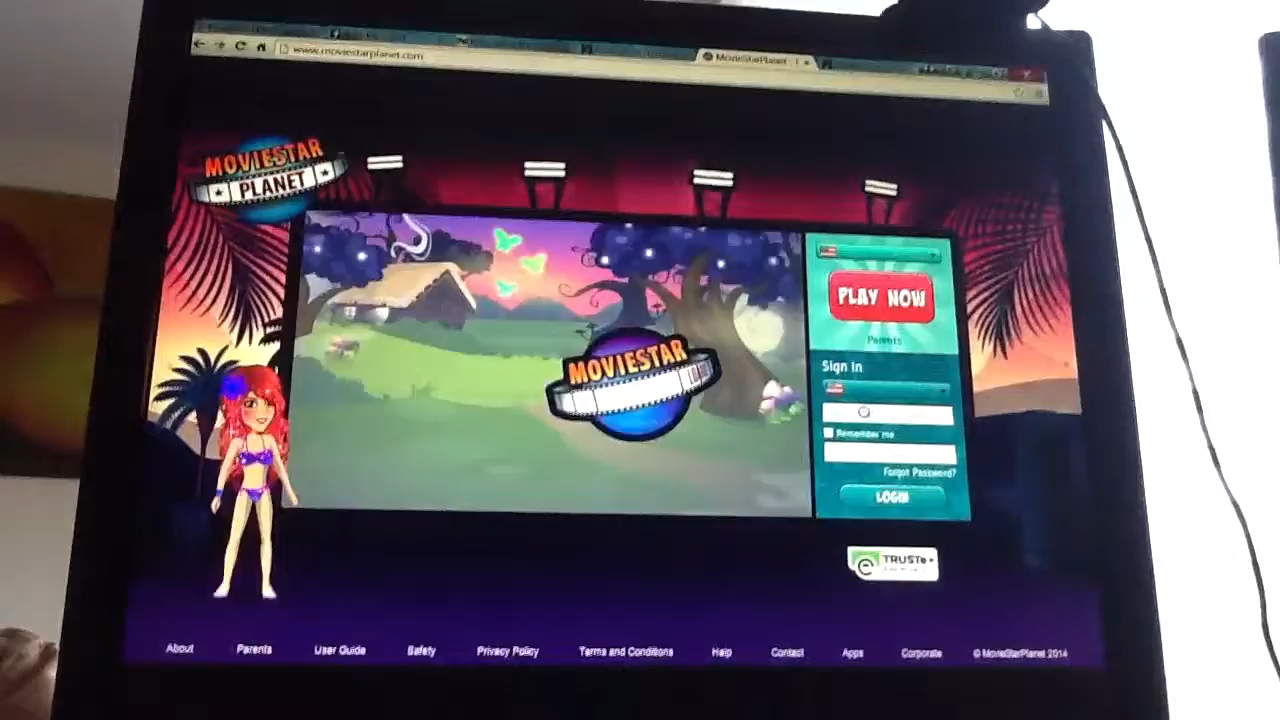 MovieStarPlanet
www.moviestarplanet.com
MOVIESTAR
PLANET
MOVIESTAR
PLAY NOW
Parents
Sign in
Remember me
Forgot Password?
LOGIN
TRUSTe
About Parents User Guide Safety Privacy Policy Terms and Conditions Help Contact Apps Corporate © MovieStarPlanet 2014